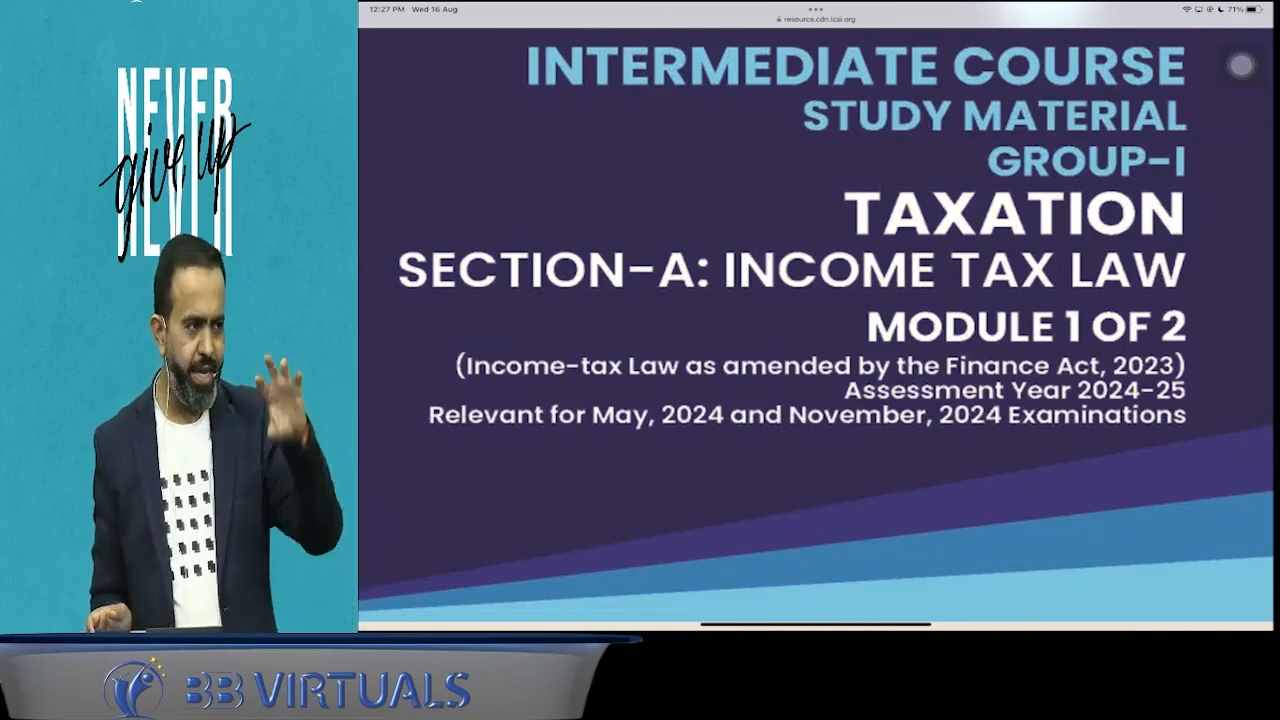 NEVER
give up
NEVER
12:27 PM Wed 16 Aug
71%
resource.cdn.icai.org
INTERMEDIATE COURSE
STUDY MATERIAL
GROUP-I
TAXATION
SECTION-A: INCOME TAX LAW
MODULE 1 OF 2
(Income-tax Law as amended by the Finance Act, 2023)
Assessment Year 2024-25
Relevant for May, 2024 and November, 2024 Examinations
BB VIRTUALS